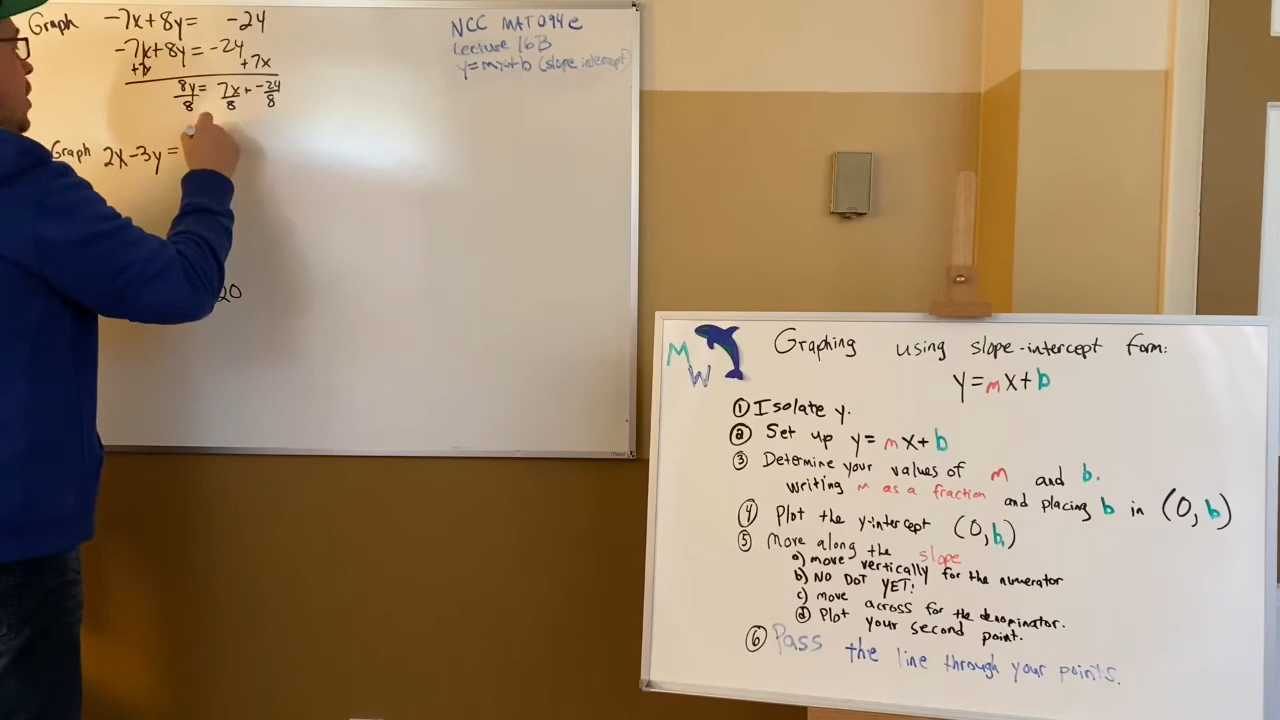 Graph -7x+8y= -24
-7x+8y = -24
+7x +7x
8y/8 = 7x/8 + -24/8
Graph 2x-3y =
20
NCC MAT094e
Lecture 16B
y=mx+b (slope intercept)
MW
Graphing using slope-intercept form:
y=mx+b
① Isolate y.
② Set up y= mx+b
③ Determine your values of m and b.
writing m as a fraction and placing b in (0,b)
④ Plot the y-intercept (0,b)
⑤ Move along the slope
a) move vertically for the numerator
b) NO DOT YET!
c) move across for the denominator.
d) Plot your second point.
⑥ Pass the line through your points.